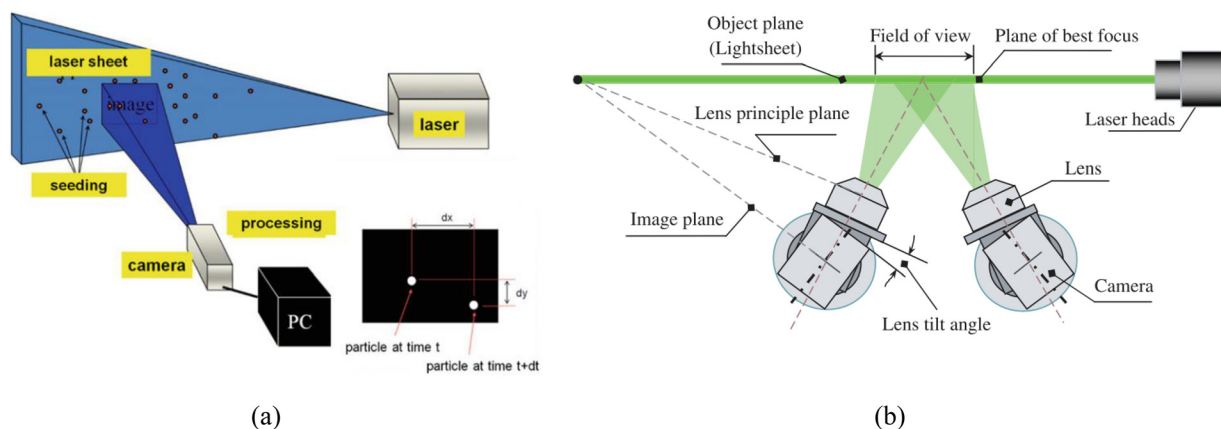 laser sheet
image
laser
seeding
processing
camera
PC
dx
dy
particle at time t
particle at time t+dt
(a)
Object plane
(Lightsheet)
Field of view
Plane of best focus
Laser heads
Lens principle plane
Lens
Image plane
Camera
Lens tilt angle
(b)